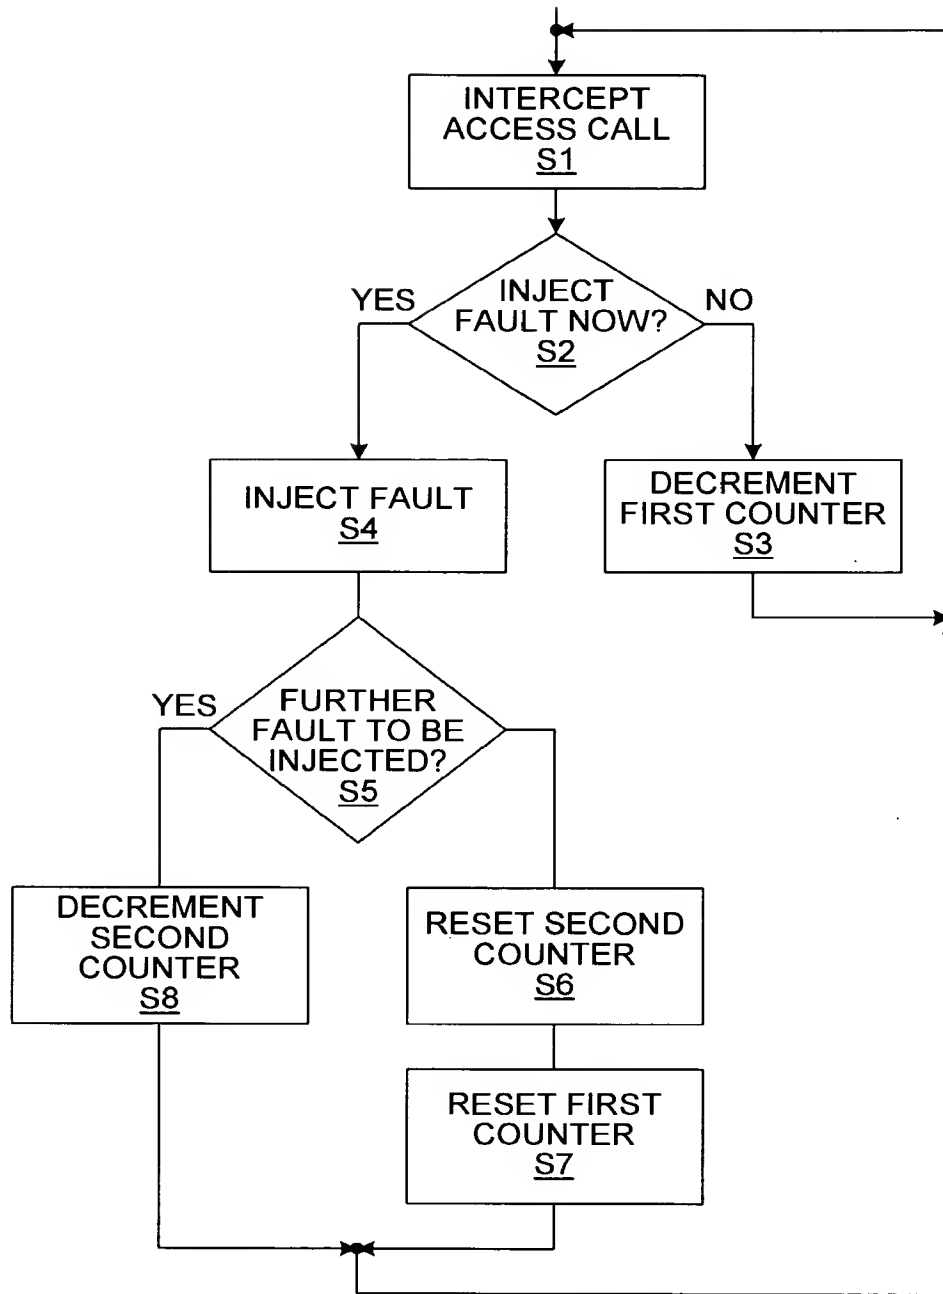 INTERCEPT
ACCESS CALL
S1
YES
INJECT
FAULT NOW?
S2
NO
INJECT FAULT
S4
DECREMENT
FIRST COUNTER
S3
YES
FURTHER
FAULT TO BE
INJECTED?
S5
DECREMENT
SECOND
COUNTER
S8
RESET SECOND
COUNTER
S6
RESET FIRST
COUNTER
S7